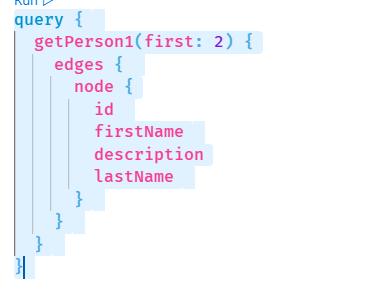 Run ▷
query {
  getPerson1(first: 2) {
    edges {
      node {
        id
        firstName
        description
        lastName
      }
    }
  }
}